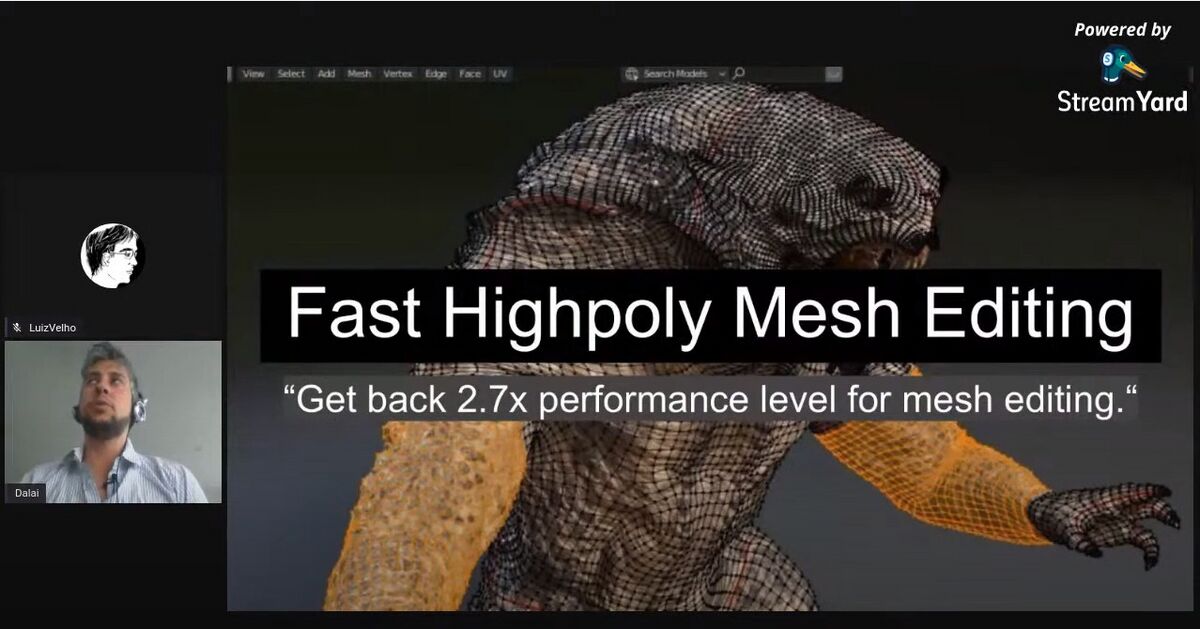 Powered by
StreamYard
View Select Add Mesh Vertex Edge Face UV
Search Models
LuizVelho
Dalai
Fast Highpoly Mesh Editing
“Get back 2.7x performance level for mesh editing.“